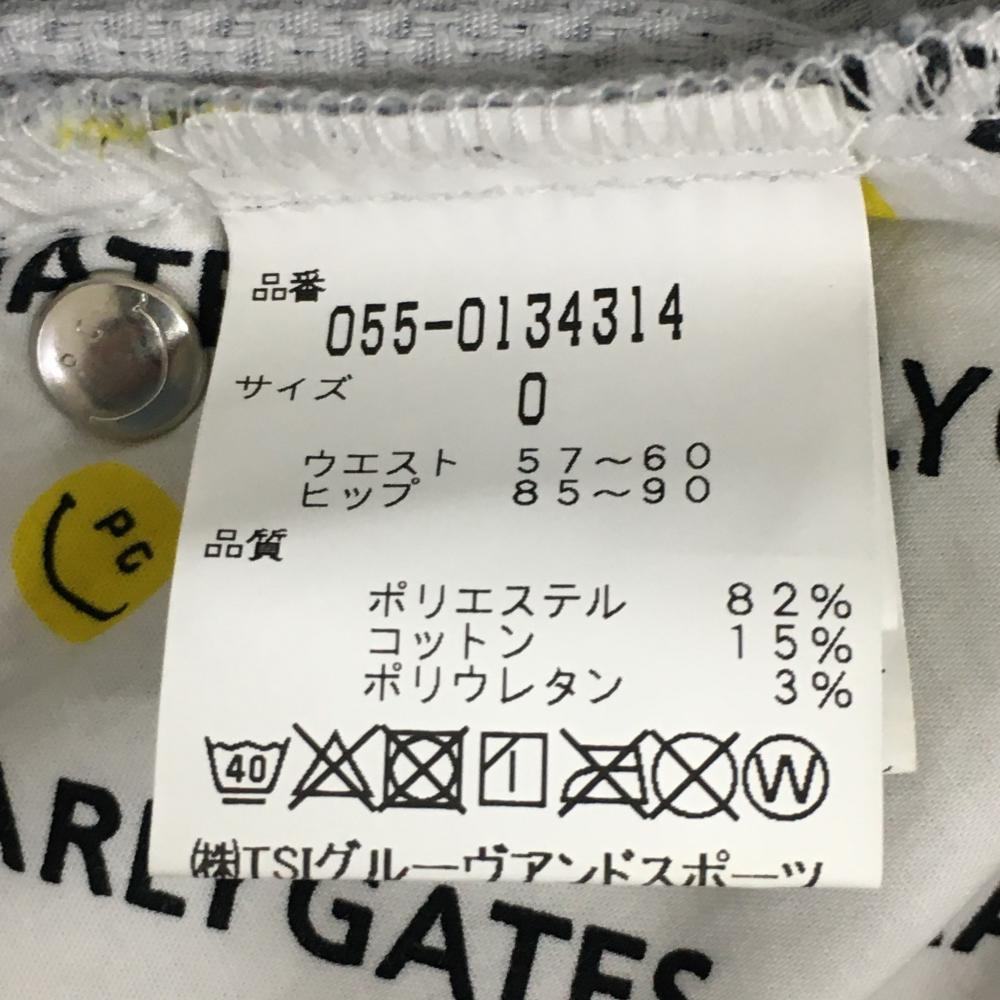 品番
055-0134314
サイズ 0
ウエスト 57～60
ヒップ 85～90
品質
ポリエステル 82%
コットン 15%
ポリウレタン 3%
40 W
㈱TSIグルーヴアンドスポーツ
PG
ARLY GATES
LY